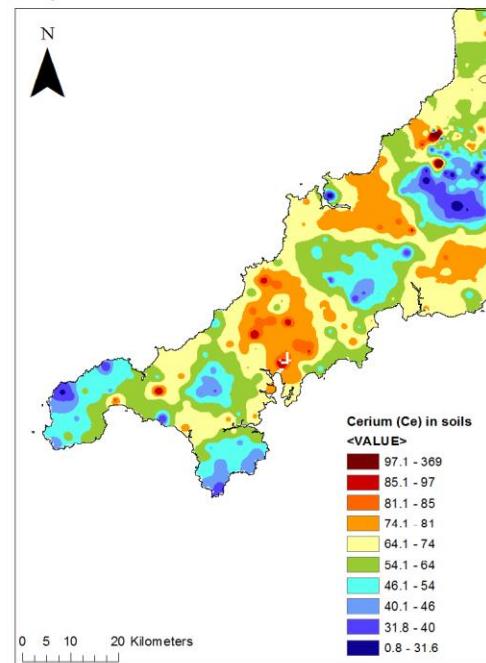 N
Cerium (Ce) in soils
<VALUE>
97.1 - 369
85.1 - 97
81.1 - 85
74.1 - 81
64.1 - 74
54.1 - 64
46.1 - 54
40.1 - 46
31.8 - 40
0.8 - 31.6
0 5 10 20 Kilometers